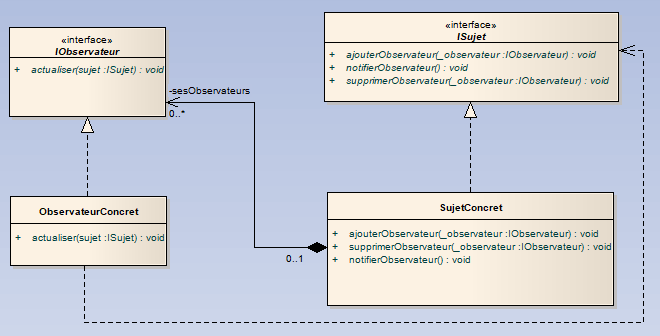 «interface»
IObservateur
+ actualiser(sujet :ISujet) : void
«interface»
ISujet
+ ajouterObservateur(_observateur :IObservateur) : void
+ notifierObservateur() : void
+ supprimerObservateur(_observateur :IObservateur) : void
-sesObservateurs
0..*
ObservateurConcret
+ actualiser(sujet :ISujet) : void
SujetConcret
+ ajouterObservateur(_observateur :IObservateur) : void
+ supprimerObservateur(_observateur :IObservateur) : void
+ notifierObservateur() : void
0..1